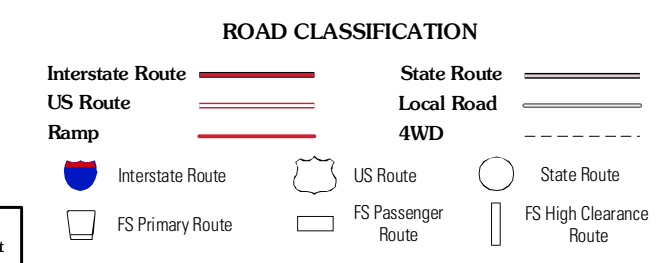 ROAD CLASSIFICATION
Interstate Route
State Route
US Route
Local Road
Ramp
4WD
Interstate Route
US Route
State Route
FS Primary Route
FS Passenger
Route
FS High Clearance
Route